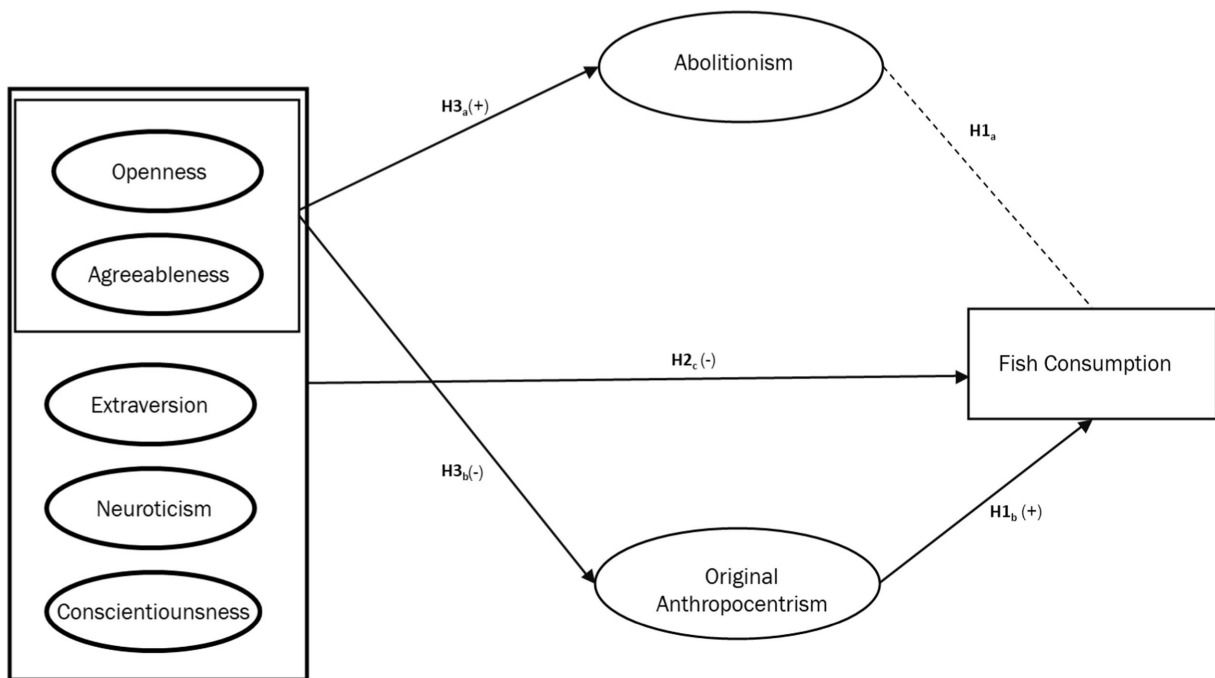 Abolitionism
H3a(+)
H1a
Openness
Agreeableness
Fish Consumption
H2c(-)
Extraversion
H3b(-)
Neuroticism
H1b (+)
Original
Anthropocentrism
Conscientiounsness